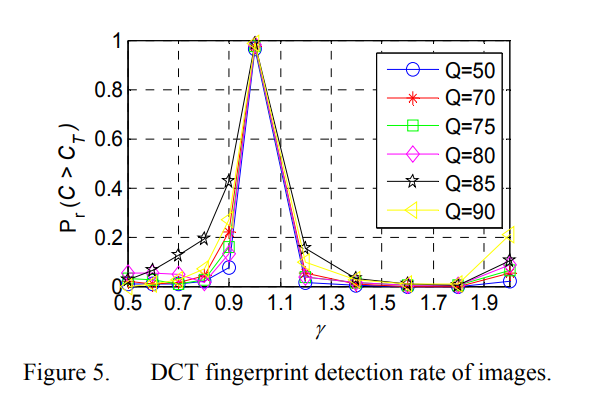 1
0.8
0.6
0.4
0.2
0
P r ( C > C T )
0.5 0.7 0.9 1.1 1.3 1.5 1.7 1.9
γ
Q=50
Q=70
Q=75
Q=80
Q=85
Q=90
Figure 5. DCT fingerprint detection rate of images.